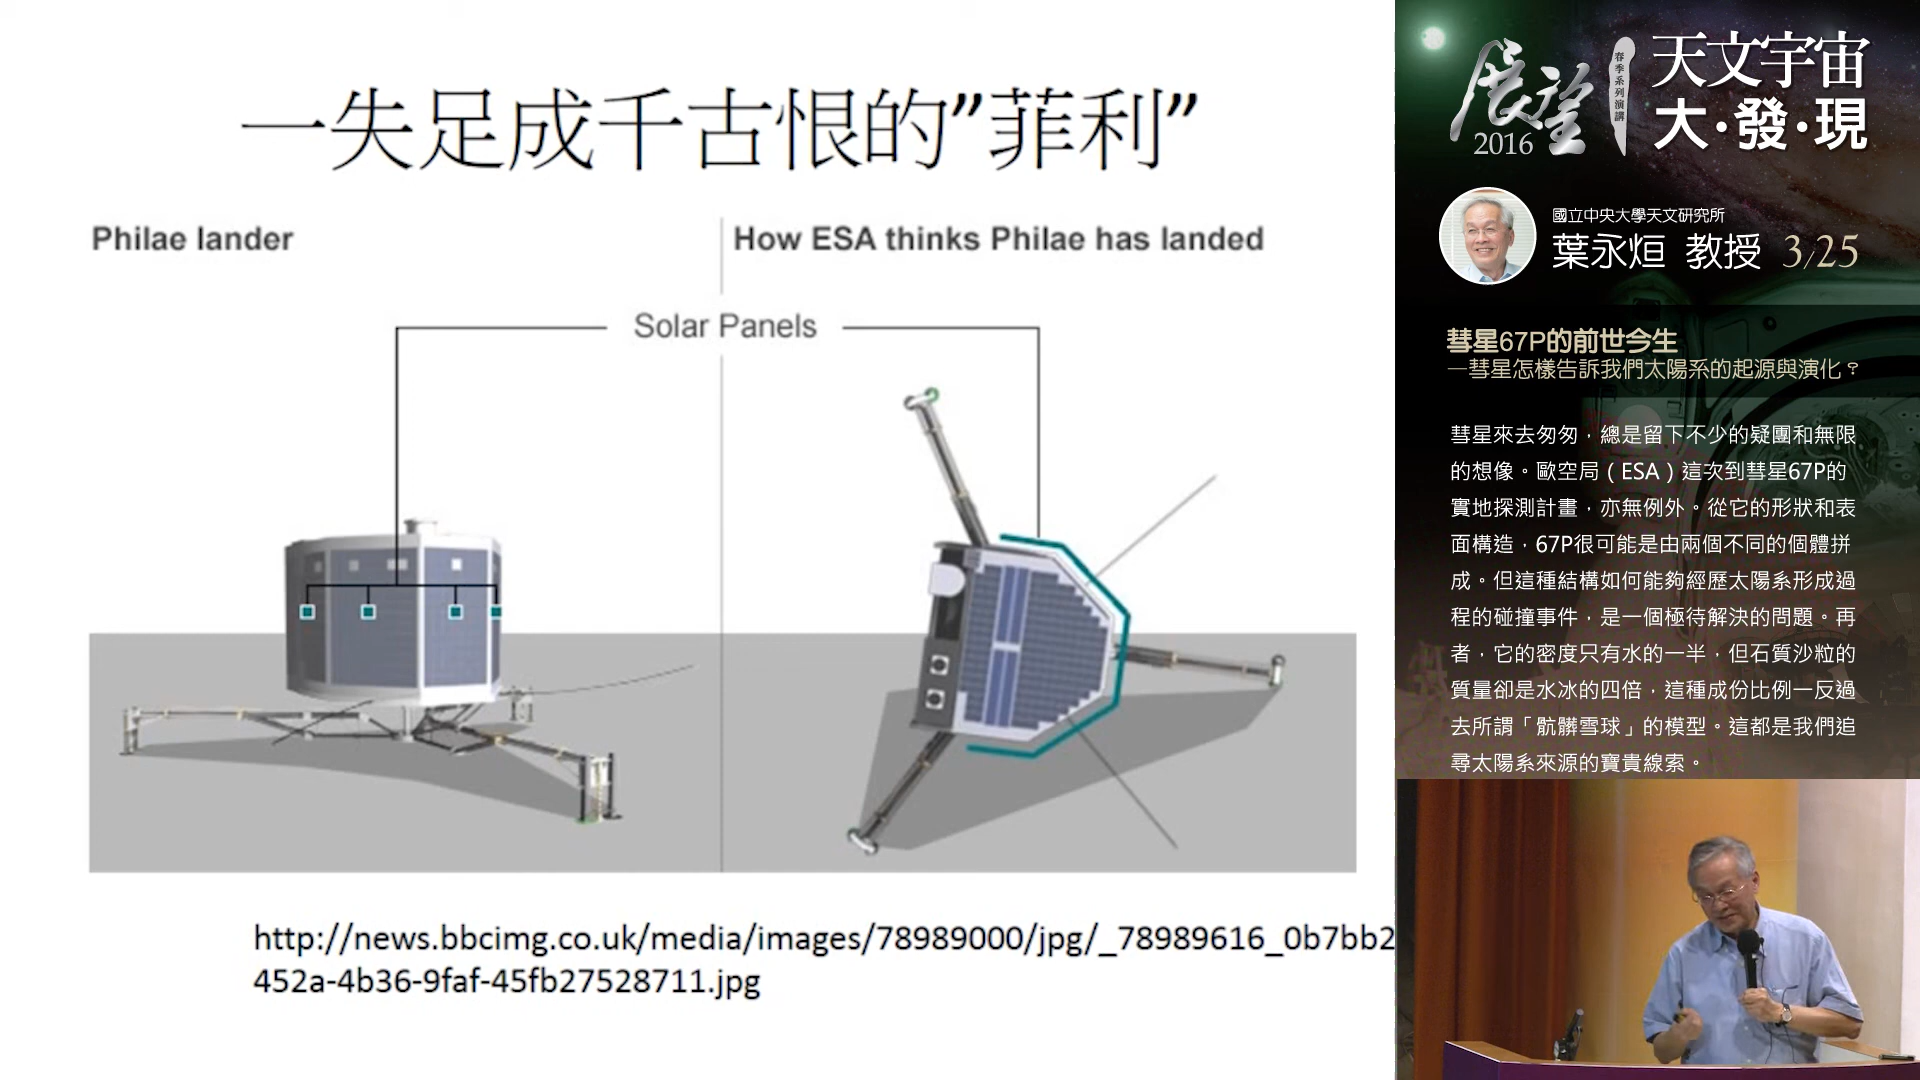 一失足成千古恨的”菲利”
Philae lander
How ESA thinks Philae has landed
Solar Panels
http://news.bbcimg.co.uk/media/images/78989000/jpg/_78989616_0b7bb2
452a-4b36-9faf-45fb27528711.jpg
展望
2016
春季系列演講
天文宇宙
大·發·現
國立中央大學天文研究所
葉永烜 教授 3/25
彗星67P的前世今生
—彗星怎樣告訴我們太陽系的起源與演化？
彗星來去匆匆，總是留下不少的疑團和無限
的想像。歐空局（ESA）這次到彗星67P的
實地探測計畫，亦無例外。從它的形狀和表
面構造，67P很可能是由兩個不同的個體拼
成。但這種結構如何能夠經歷太陽系形成過
程的碰撞事件，是一個極待解決的問題。再
者，它的密度只有水的一半，但石質沙粒的
質量卻是水冰的四倍，這種成份比例一反過
去所謂「骯髒雪球」的模型。這都是我們追
尋太陽系來源的寶貴線索。